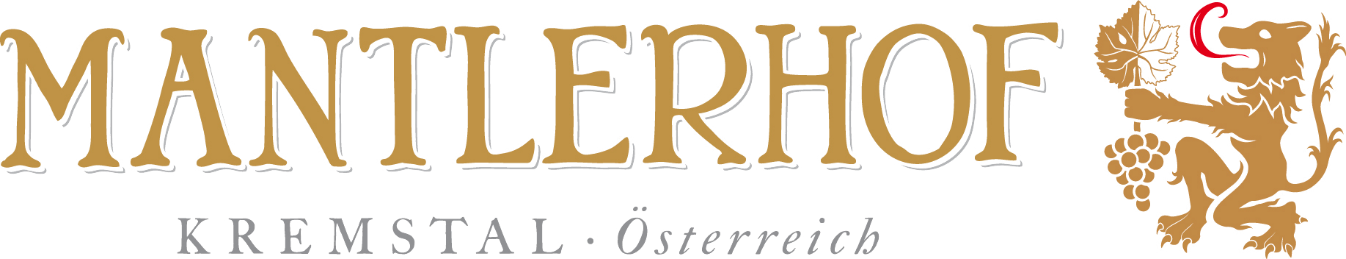 MANTLERHOF
KREMSTAL · Österreich